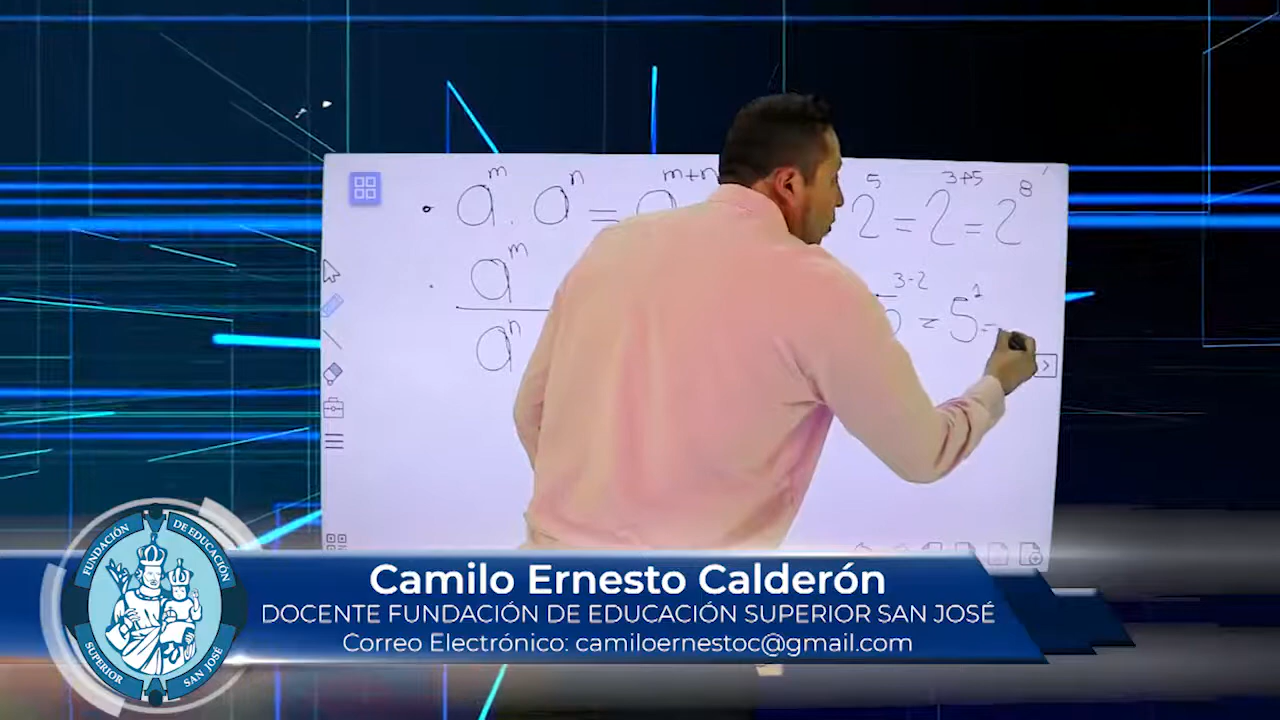 a^m . a^n = a^{m+n}
2^5 = 2^{3+5} = 2^8
a^m
a^n
5^{3-2} = 5^1 =
FUNDACIÓN DE EDUCACIÓN SUPERIOR SAN JOSÉ
Camilo Ernesto Calderón
DOCENTE FUNDACIÓN DE EDUCACIÓN SUPERIOR SAN JOSÉ
Correo Electrónico: camiloernestoc@gmail.com